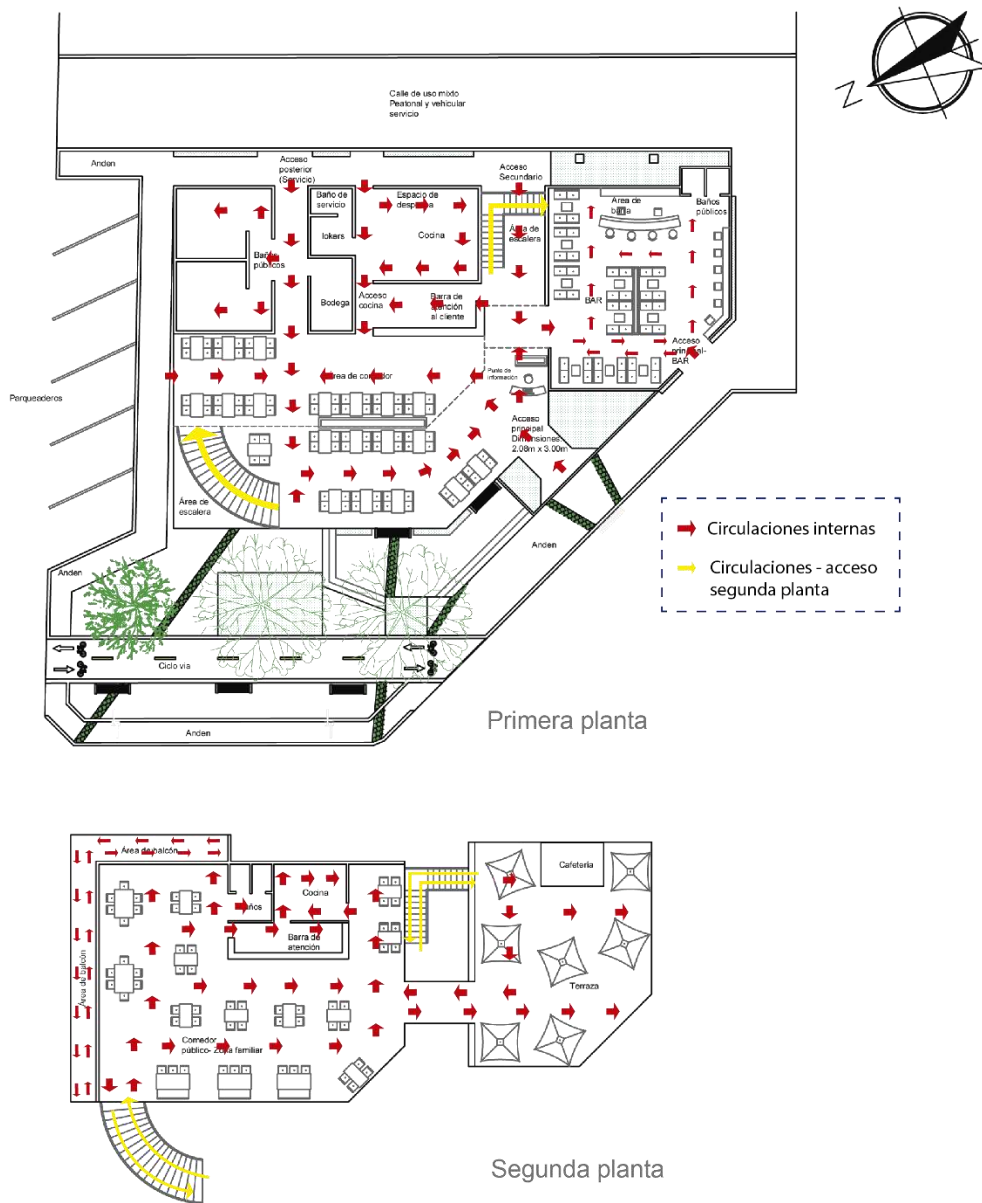 Calle de uso mixto
Peatonal y vehicular
servicio
N
Anden
Acceso
posterior
(Servicio)
Acceso
Secundario
Baño de
servicio
Espacio de
Area de
barra
Baños
públicos
lokers
Cocina
Área de
escalera
Baños
públicos
Bodega
Acceso
cocina
Barra de
atención
al cliente
BAR
Acceso
principal-
BAR
Punto de
información
Área de comedor
Parqueaderos
Acceso
principal
Dimensiones:
2.08m x 3.00m
Área de
escalera
Circulaciones internas
Circulaciones - acceso
segunda planta
Anden
Anden
Ciclo via
Anden
Primera planta
Área de balcón
Cafeteria
Cocina
Baños
Barra de
atención
Área de balcón
Terraza
Comedor
público- Zona familiar
Segunda planta